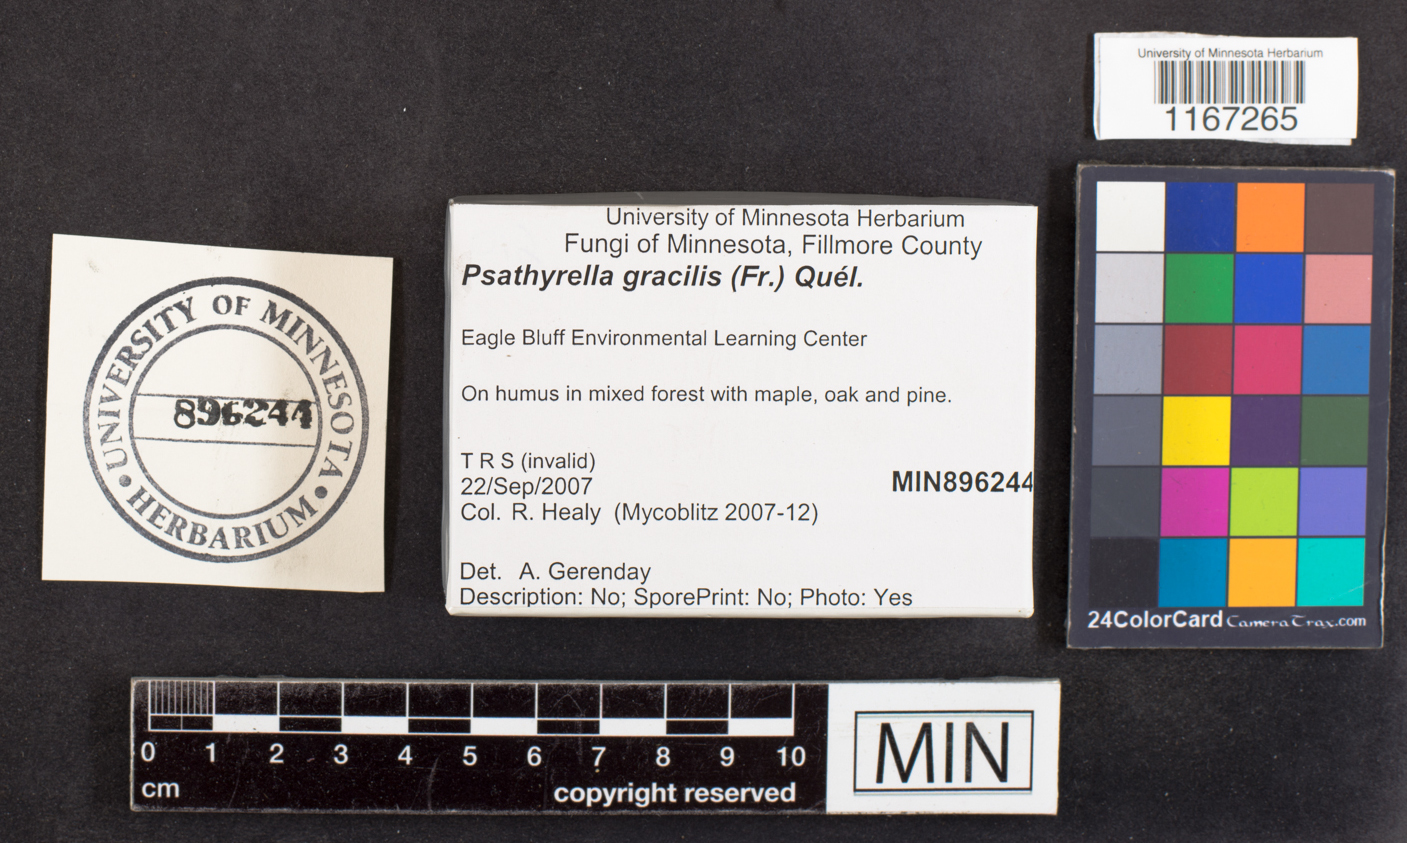 University of Minnesota Herbarium
1167265
University of Minnesota Herbarium
Fungi of Minnesota, Fillmore County
Psathyrella gracilis (Fr.) Quél.
Eagle Bluff Environmental Learning Center
On humus in mixed forest with maple, oak and pine.
T R S (invalid)
22/Sep/2007
MIN896244
Col. R. Healy (Mycoblitz 2007-12)
Det. A. Gerenday
Description: No; SporePrint: No; Photo: Yes
UNIVERSITY OF MINNESOTA
896244
HERBARIUM
24ColorCard CameraTrax.com
0 1 2 3 4 5 6 7 8 9 10
cm
copyright reserved
MIN